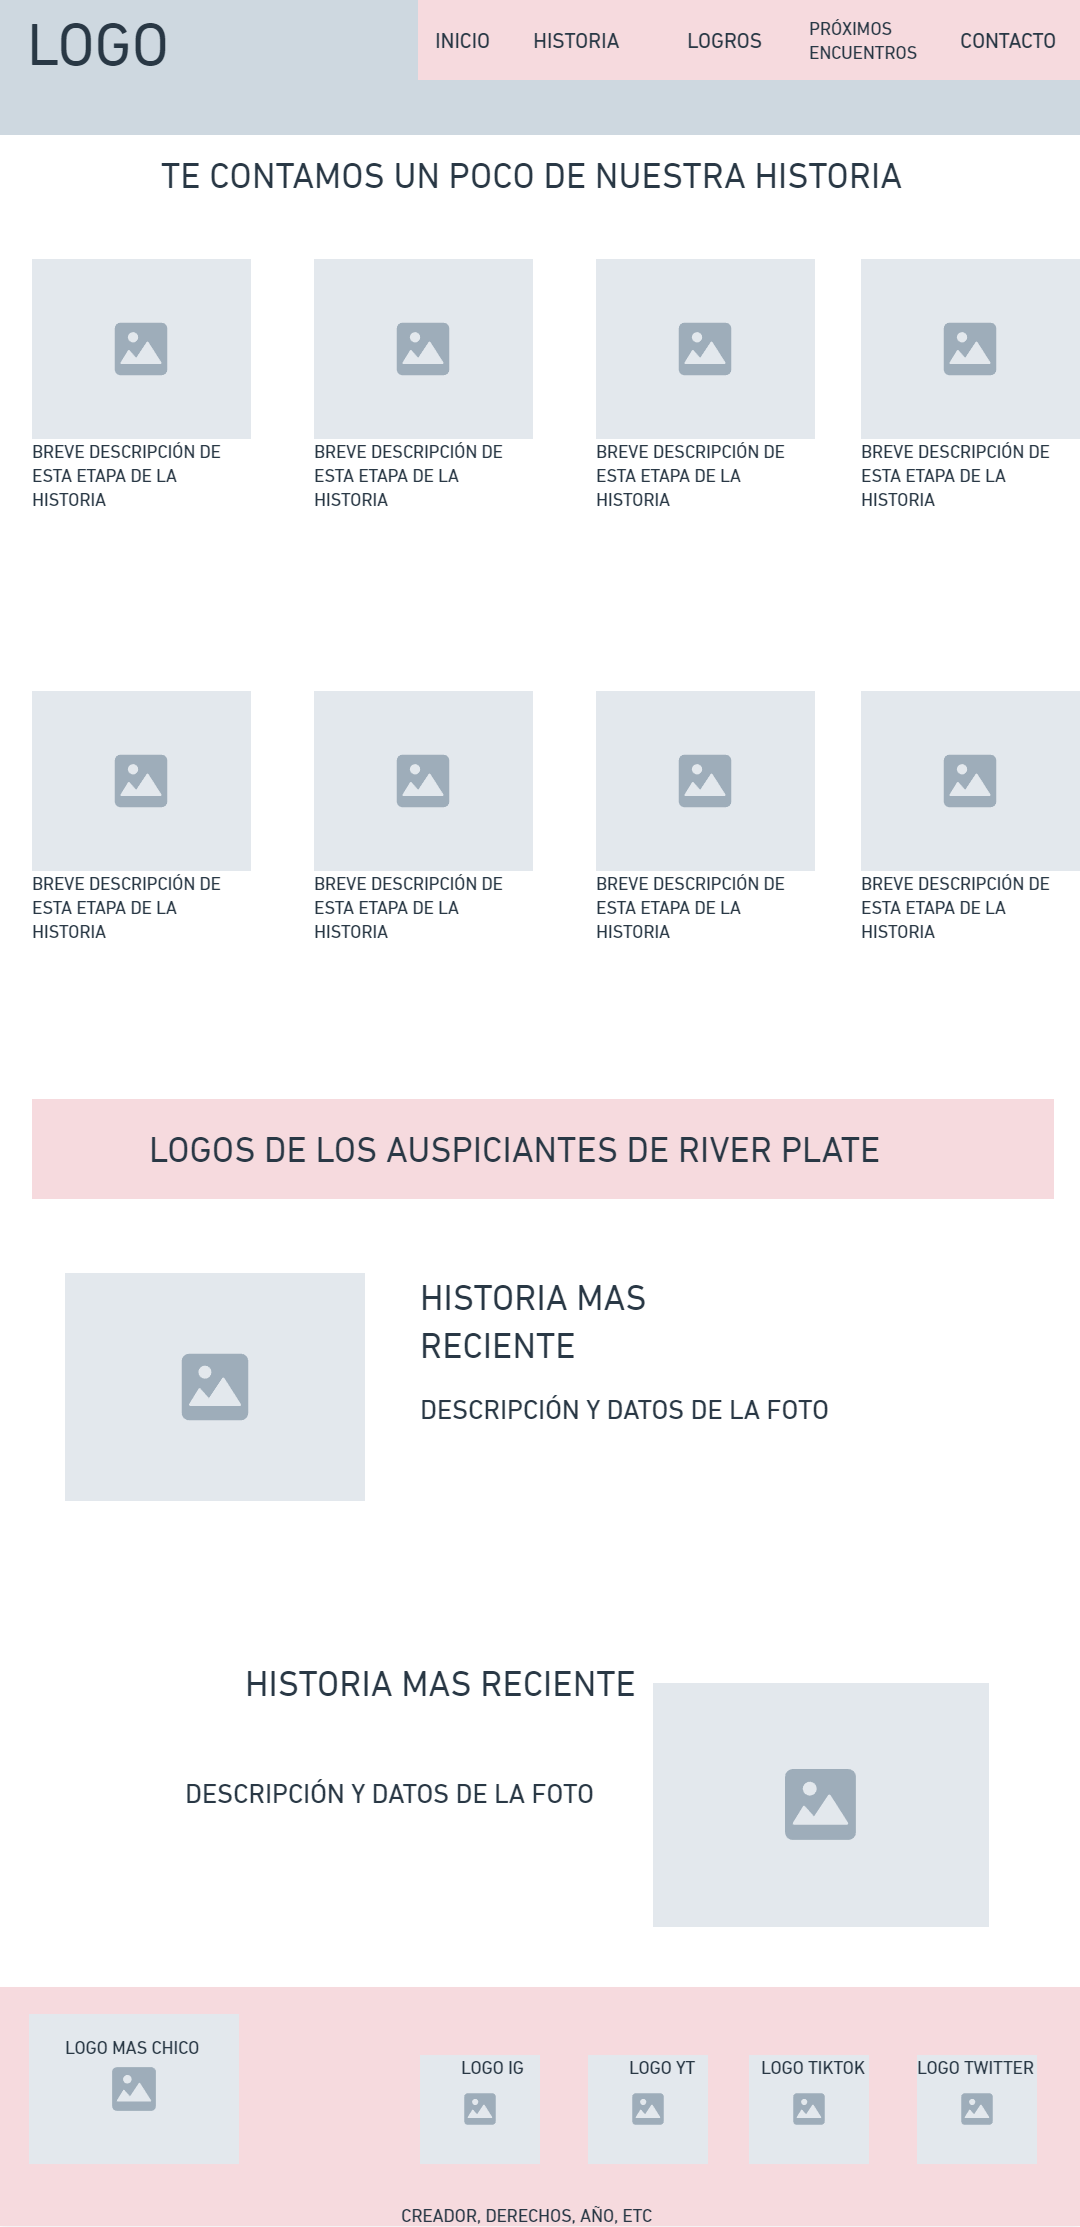 LOGO
INICIO
HISTORIA
LOGROS
PRÓXIMOS
ENCUENTROS
CONTACTO
TE CONTAMOS UN POCO DE NUESTRA HISTORIA
BREVE DESCRIPCIÓN DE
ESTA ETAPA DE LA
HISTORIA
BREVE DESCRIPCIÓN DE
ESTA ETAPA DE LA
HISTORIA
BREVE DESCRIPCIÓN DE
ESTA ETAPA DE LA
HISTORIA
BREVE DESCRIPCIÓN DE
ESTA ETAPA DE LA
HISTORIA
BREVE DESCRIPCIÓN DE
ESTA ETAPA DE LA
HISTORIA
BREVE DESCRIPCIÓN DE
ESTA ETAPA DE LA
HISTORIA
BREVE DESCRIPCIÓN DE
ESTA ETAPA DE LA
HISTORIA
BREVE DESCRIPCIÓN DE
ESTA ETAPA DE LA
HISTORIA
LOGOS DE LOS AUSPICIANTES DE RIVER PLATE
HISTORIA MAS
RECIENTE
DESCRIPCIÓN Y DATOS DE LA FOTO
HISTORIA MAS RECIENTE
DESCRIPCIÓN Y DATOS DE LA FOTO
LOGO MAS CHICO
LOGO IG
LOGO YT
LOGO TIKTOK
LOGO TWITTER
CREADOR, DERECHOS, AÑO, ETC